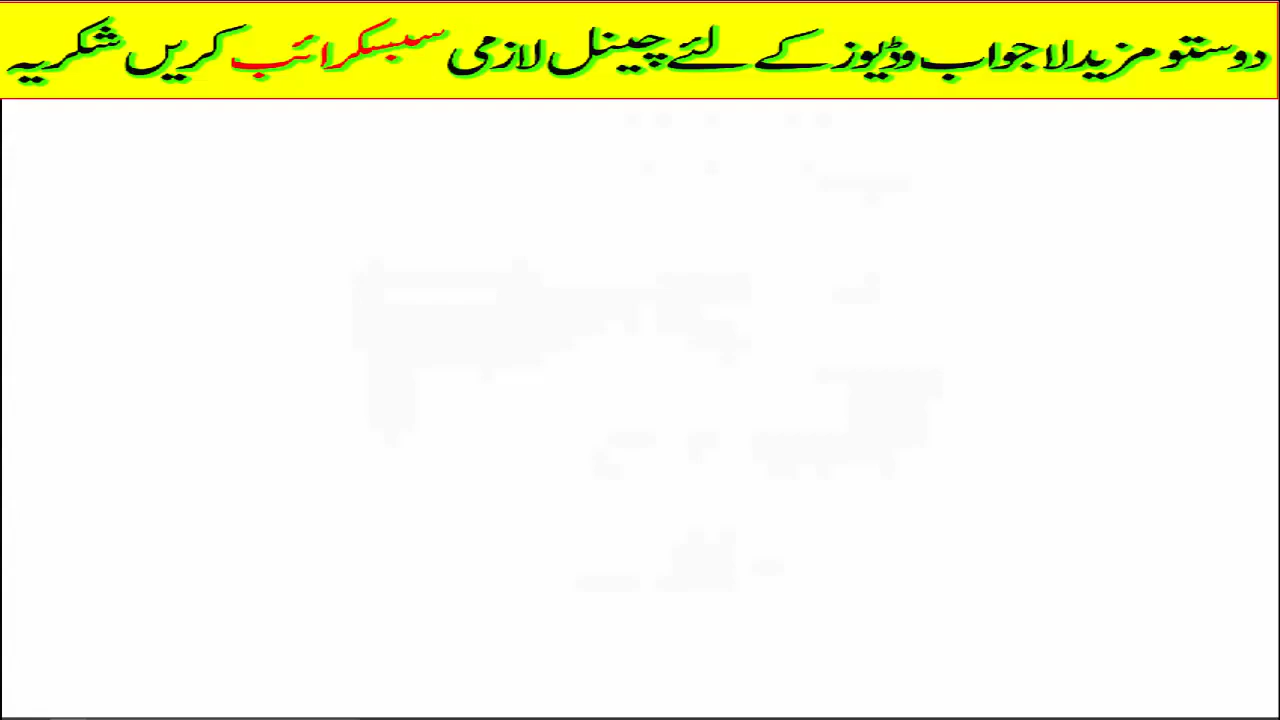 دوستو مزید لاجواب وڈیوز کے لئے چینل لازمی سبسکرائب کریں شکریہ